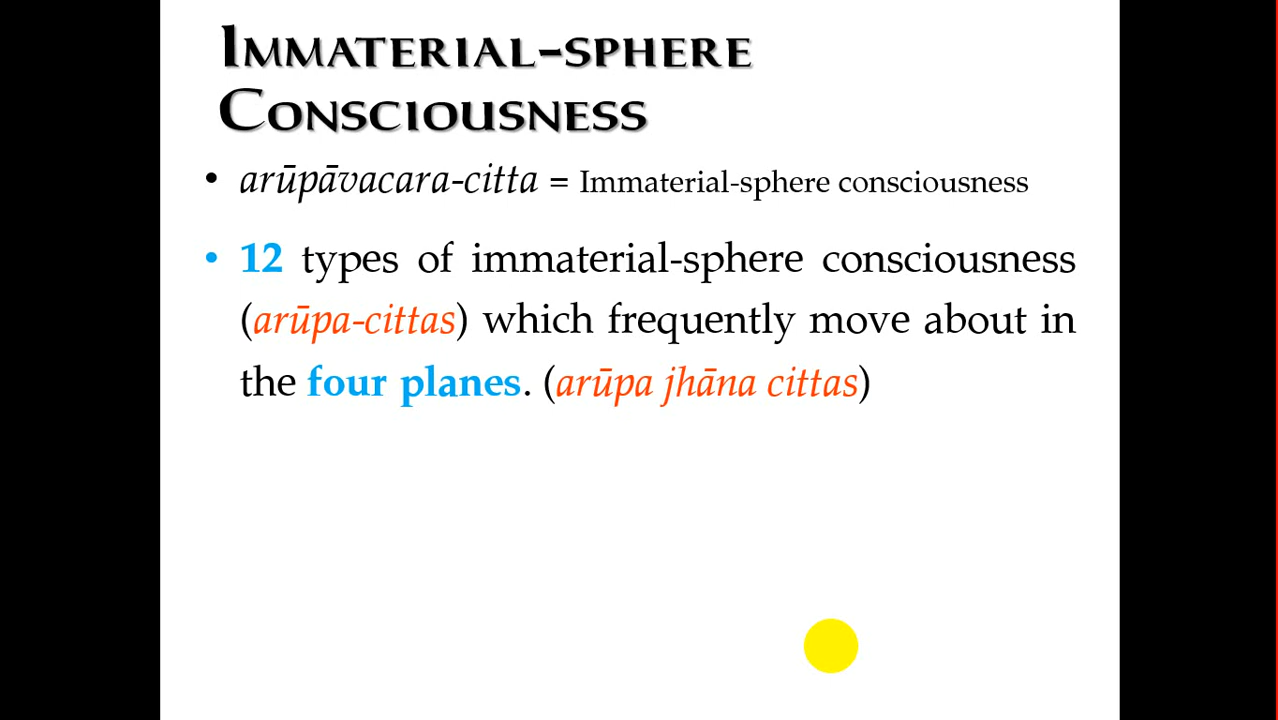 Immaterial-sphere
Consciousness
• arūpāvacara-citta = Immaterial-sphere consciousness
• 12 types of immaterial-sphere consciousness
(arūpa-cittas) which frequently move about in
the four planes. (arūpa jhāna cittas)